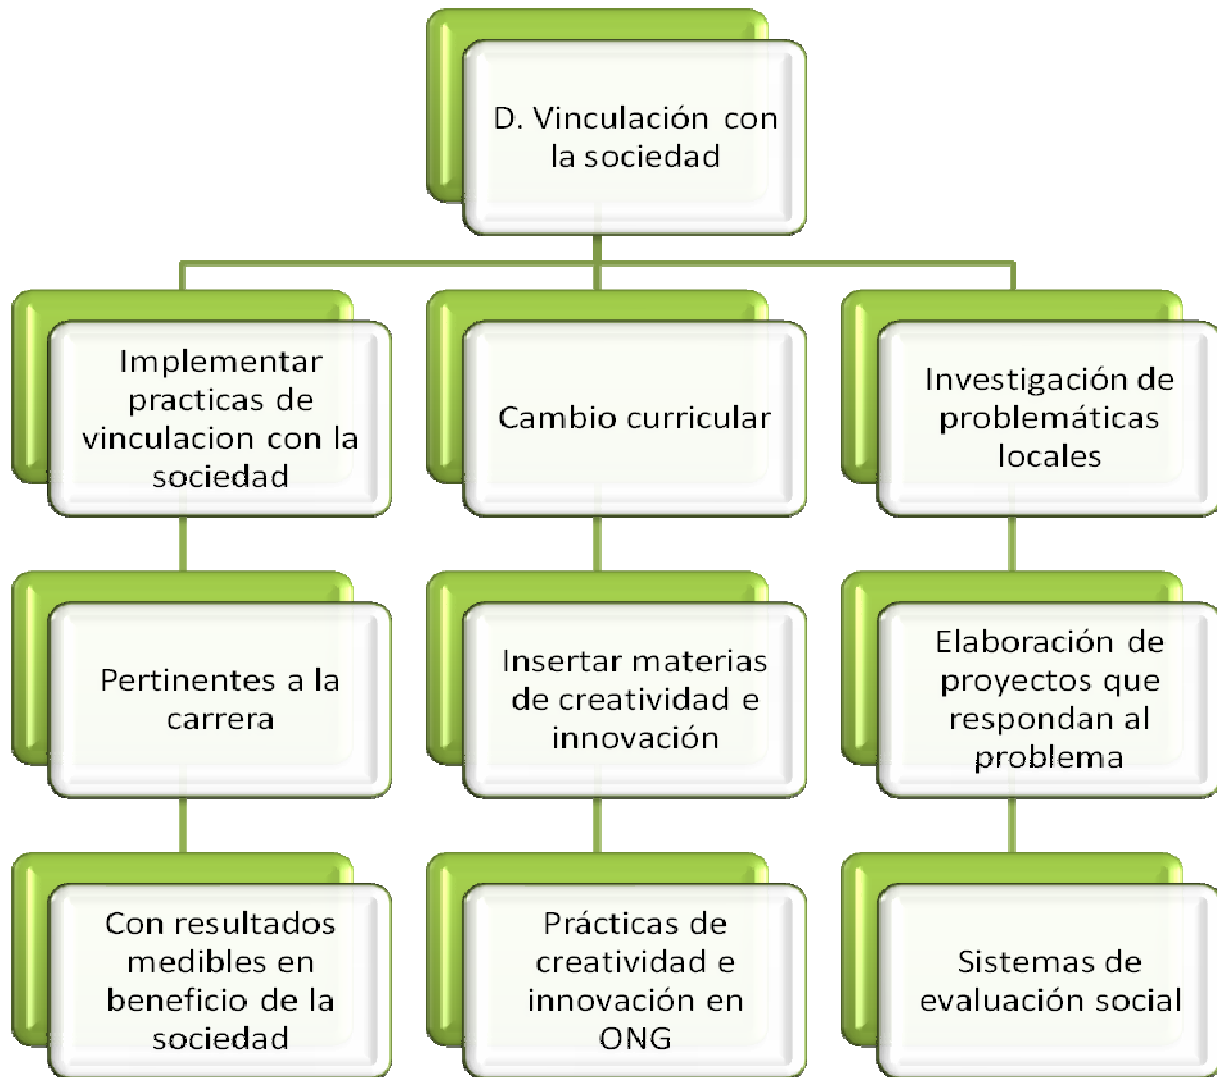 D. Vinculación con
la sociedad
Implementar
practicas de
vinculacion con la
sociedad
Cambio curricular
Investigación de
problemáticas
locales
Pertinentes a la
carrera
Insertar materias
de creatividad e
innovación
Elaboración de
proyectos que
respondan al
problema
Con resultados
medibles en
beneficio de la
sociedad
Prácticas de
creatividad e
innovación en
ONG
Sistemas de
evaluación social